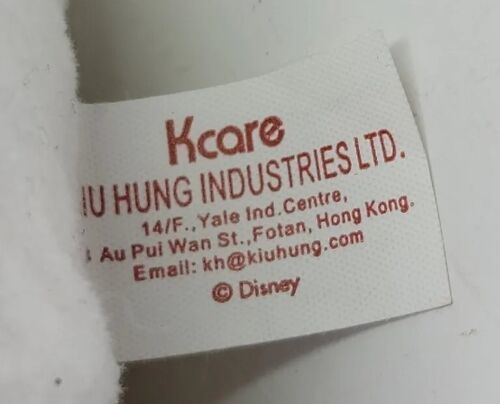 Kcare
IU HUNG INDUSTRIES LTD.
14/F.,Yale Ind.Centre,
Au Pui Wan St.,Fotan, Hong Kong.
Email: kh@kiuhung.com
© Disney